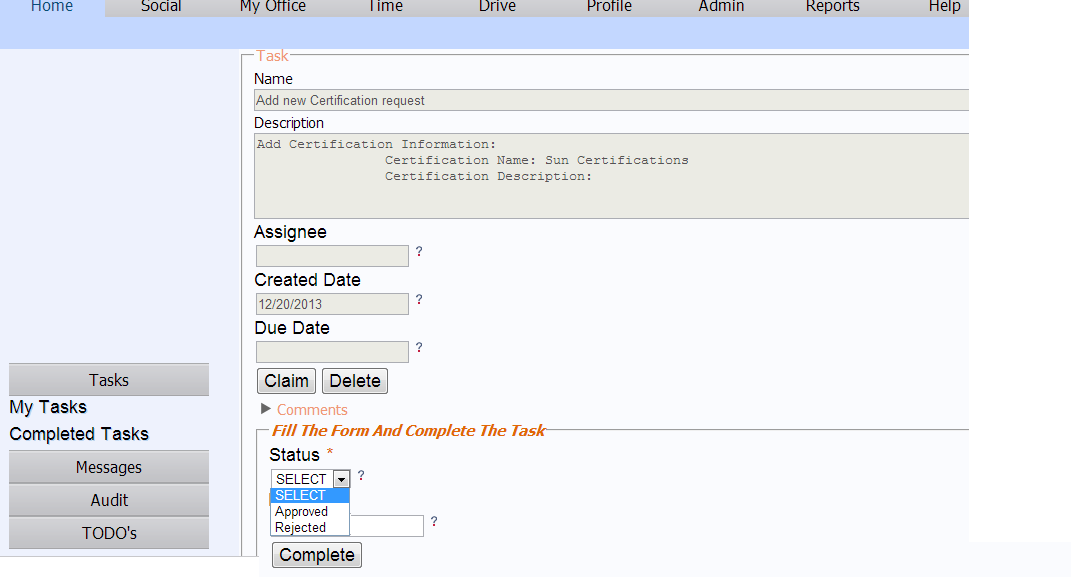 Home Social My Office Time Drive Profile Admin Reports Help
Task
Name
Add new Certification request
Description
Add Certification Information:
Certification Name: Sun Certifications
Certification Description:
Assignee
?
Created Date
12/20/2013 ?
Due Date
?
Claim Delete
Comments
Fill The Form And Complete The Task
Status *
SELECT ?
SELECT
Approved
Rejected
?
Complete
Tasks
My Tasks
Completed Tasks
Messages
Audit
TODO's